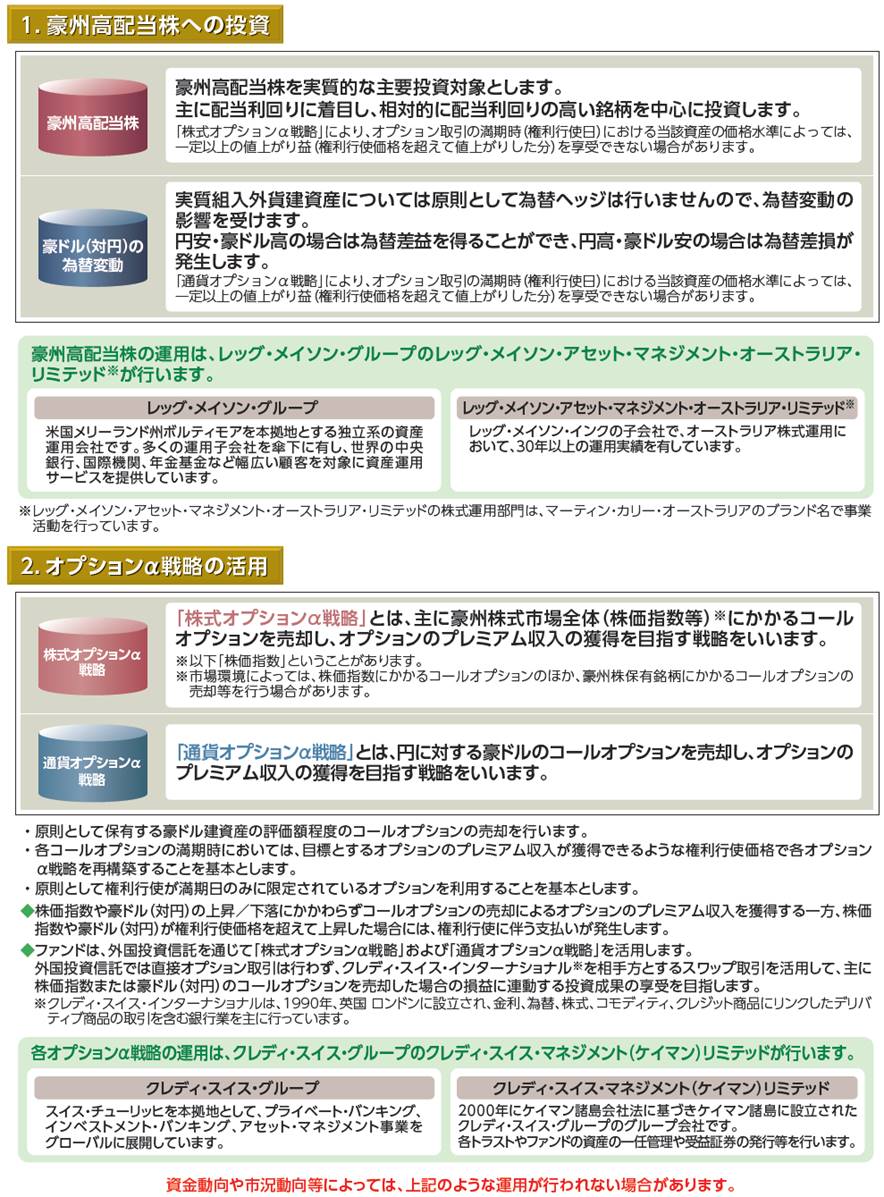 1. 豪州高配当株への投資
豪州高配当株
豪州高配当株を実質的な主要投資対象とします。
主に配当利回りに着目し、相対的に配当利回りの高い銘柄を中心に投資します。
「株式オプションα戦略」により、オプション取引の満期時（権利行使日）における当該資産の価格水準によっては、
一定以上の値上がり益（権利行使価格を超えて値上がりした分）を享受できない場合があります。
豪ドル（対円）の
為替変動
実質組入外貨建資産については原則として為替ヘッジは行いませんので、為替変動の
影響を受けます。
円安・豪ドル高の場合は為替差益を得ることができ、円高・豪ドル安の場合は為替差損が
発生します。
「通貨オプションα戦略」により、オプション取引の満期時（権利行使日）における当該資産の価格水準によっては、
一定以上の値上がり益（権利行使価格を超えて値上がりした分）を享受できない場合があります。
豪州高配当株の運用は、レッグ・メイソン・グループのレッグ・メイソン・アセット・マネジメント・オーストラリア・
リミテッド※が行います。
レッグ・メイソン・グループ
米国メリーランド州ボルティモアを本拠地とする独立系の資産
運用会社です。多くの運用子会社を傘下に有し、世界の中央
銀行、国際機関、年金基金など幅広い顧客を対象に資産運用
サービスを提供しています。
レッグ・メイソン・アセット・マネジメント・オーストラリア・リミテッド※
レッグ・メイソン・インクの子会社で、オーストラリア株式運用に
おいて、30年以上の運用実績を有しています。
※レッグ・メイソン・アセット・マネジメント・オーストラリア・リミテッドの株式運用部門は、マーティン・カリー・オーストラリアのブランド名で事業
活動を行っています。
2. オプションα戦略の活用
株式オプションα
戦略
「株式オプションα戦略」とは、主に豪州株式市場全体（株価指数等）※にかかるコール
オプションを売却し、オプションのプレミアム収入の獲得を目指す戦略をいいます。
※以下「株価指数」ということがあります。
※市場環境によっては、株価指数にかかるコールオプションのほか、豪州株保有銘柄にかかるコールオプションの
売却等を行う場合があります。
通貨オプションα
戦略
「通貨オプションα戦略」とは、円に対する豪ドルのコールオプションを売却し、オプションの
プレミアム収入の獲得を目指す戦略をいいます。
・原則として保有する豪ドル建資産の評価額程度のコールオプションの売却を行います。
・各コールオプションの満期時においては、目標とするオプションのプレミアム収入が獲得できるような権利行使価格で各オプション
α戦略を再構築することを基本とします。
・原則として権利行使が満期日のみに限定されているオプションを利用することを基本とします。
◆株価指数や豪ドル（対円）の上昇／下落にかかわらずコールオプションの売却によるオプションのプレミアム収入を獲得する一方、株価
指数や豪ドル（対円）が権利行使価格を超えて上昇した場合には、権利行使に伴う支払いが発生します。
◆ファンドは、外国投資信託を通じて「株式オプションα戦略」および「通貨オプションα戦略」を活用します。
外国投資信託では直接オプション取引は行わず、クレディ・スイス・インターナショナル※を相手方とするスワップ取引を活用して、主に
株価指数または豪ドル（対円）のコールオプションを売却した場合の損益に連動する投資成果の享受を目指します。
※クレディ・スイス・インターナショナルは、1990年、英国 ロンドンに設立され、金利、為替、株式、コモディティ、クレジット商品にリンクしたデリバ
ティブ商品の取引を含む銀行業を主に行っています。
各オプションα戦略の運用は、クレディ・スイス・グループのクレディ・スイス・マネジメント（ケイマン）リミテッドが行います。
クレディ・スイス・グループ
スイス・チューリッヒを本拠地として、プライベート・バンキング、
インベストメント・バンキング、アセット・マネジメント事業を
グローバルに展開しています。
クレディ・スイス・マネジメント（ケイマン）リミテッド
2000年にケイマン諸島会社法に基づきケイマン諸島に設立された
クレディ・スイス・グループのグループ会社です。
各トラストやファンドの資産の一任管理や受益証券の発行等を行います。
資金動向や市況動向等によっては、上記のような運用が行われない場合があります。